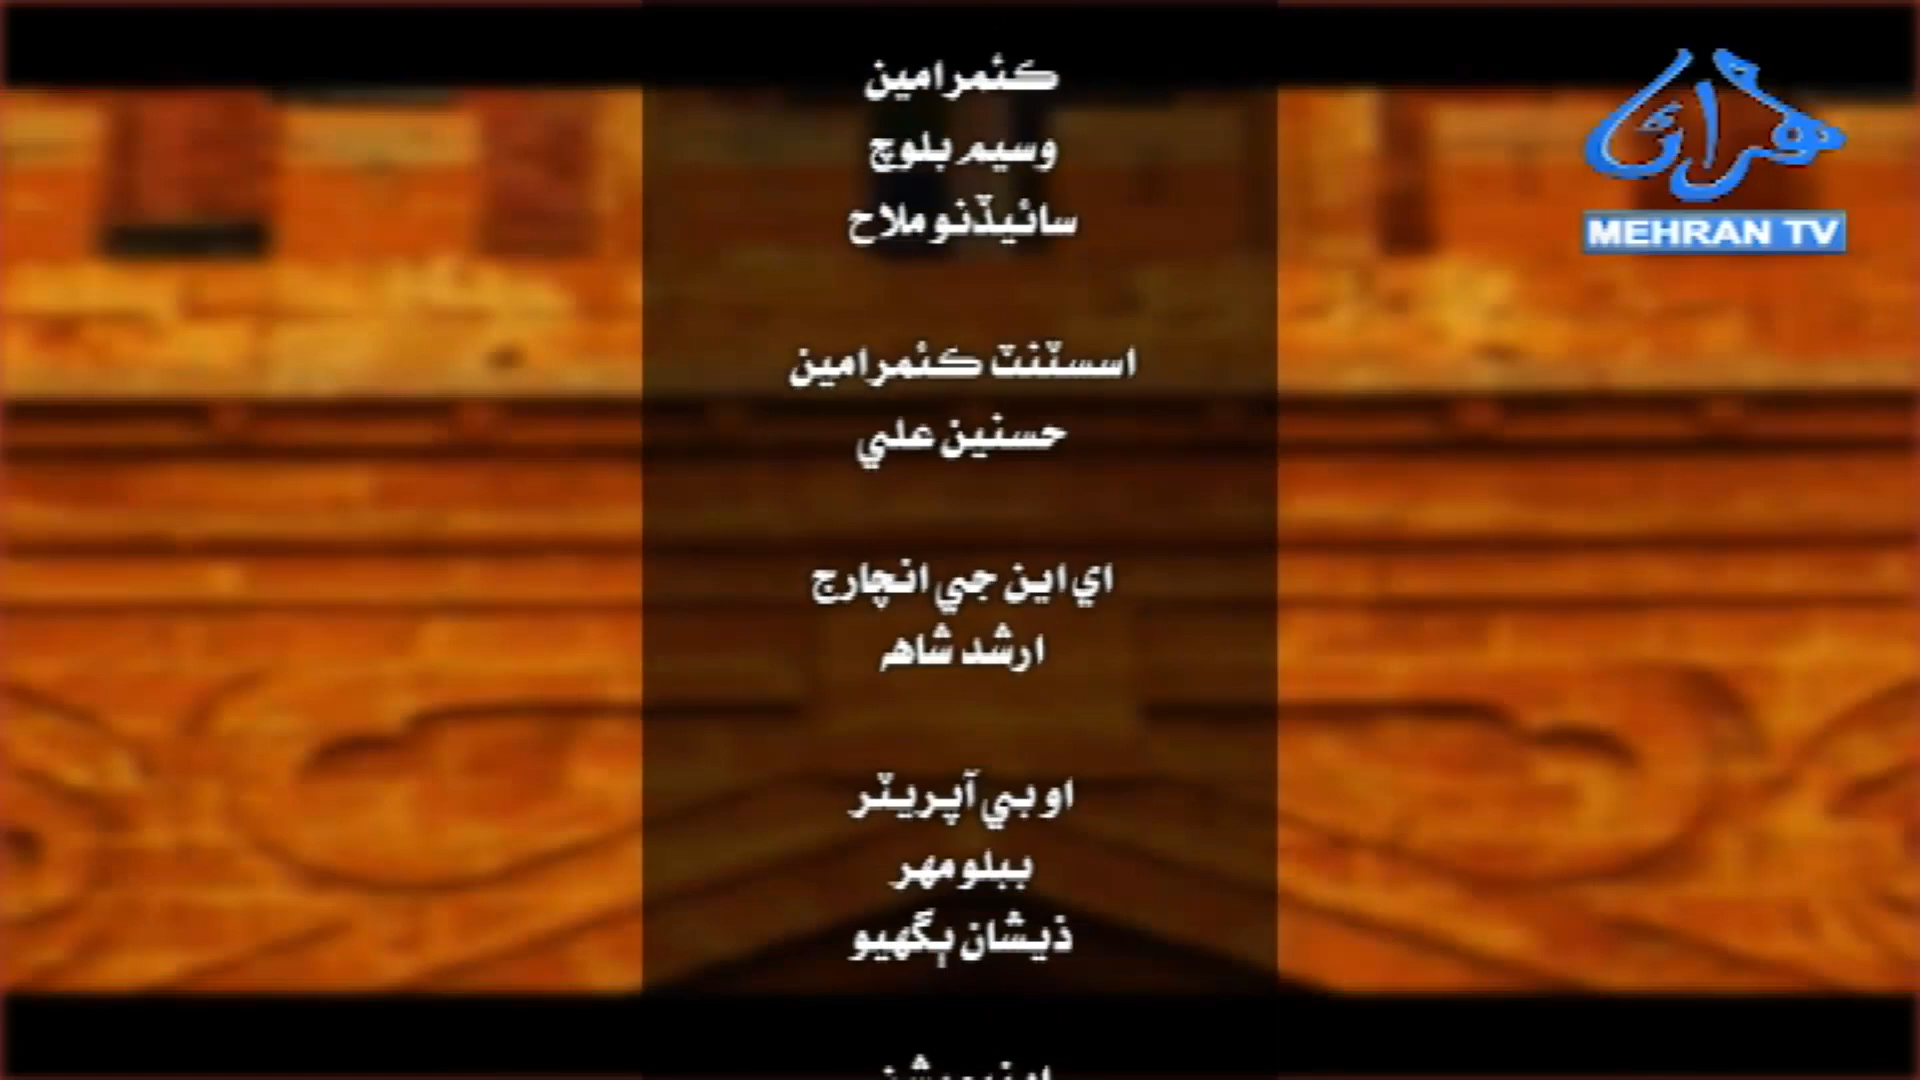 ڪئمرامين
وسيم بلوچ
سائيڏنو ملاح
اسسٽنٽ ڪئمرامين
حسنين علي
اي اين جي انچارج
ارشد شاهه
او بي آپريٽر
ببلو مهر
ذيشان ٻگهيو
مهراڻ
MEHRAN TV